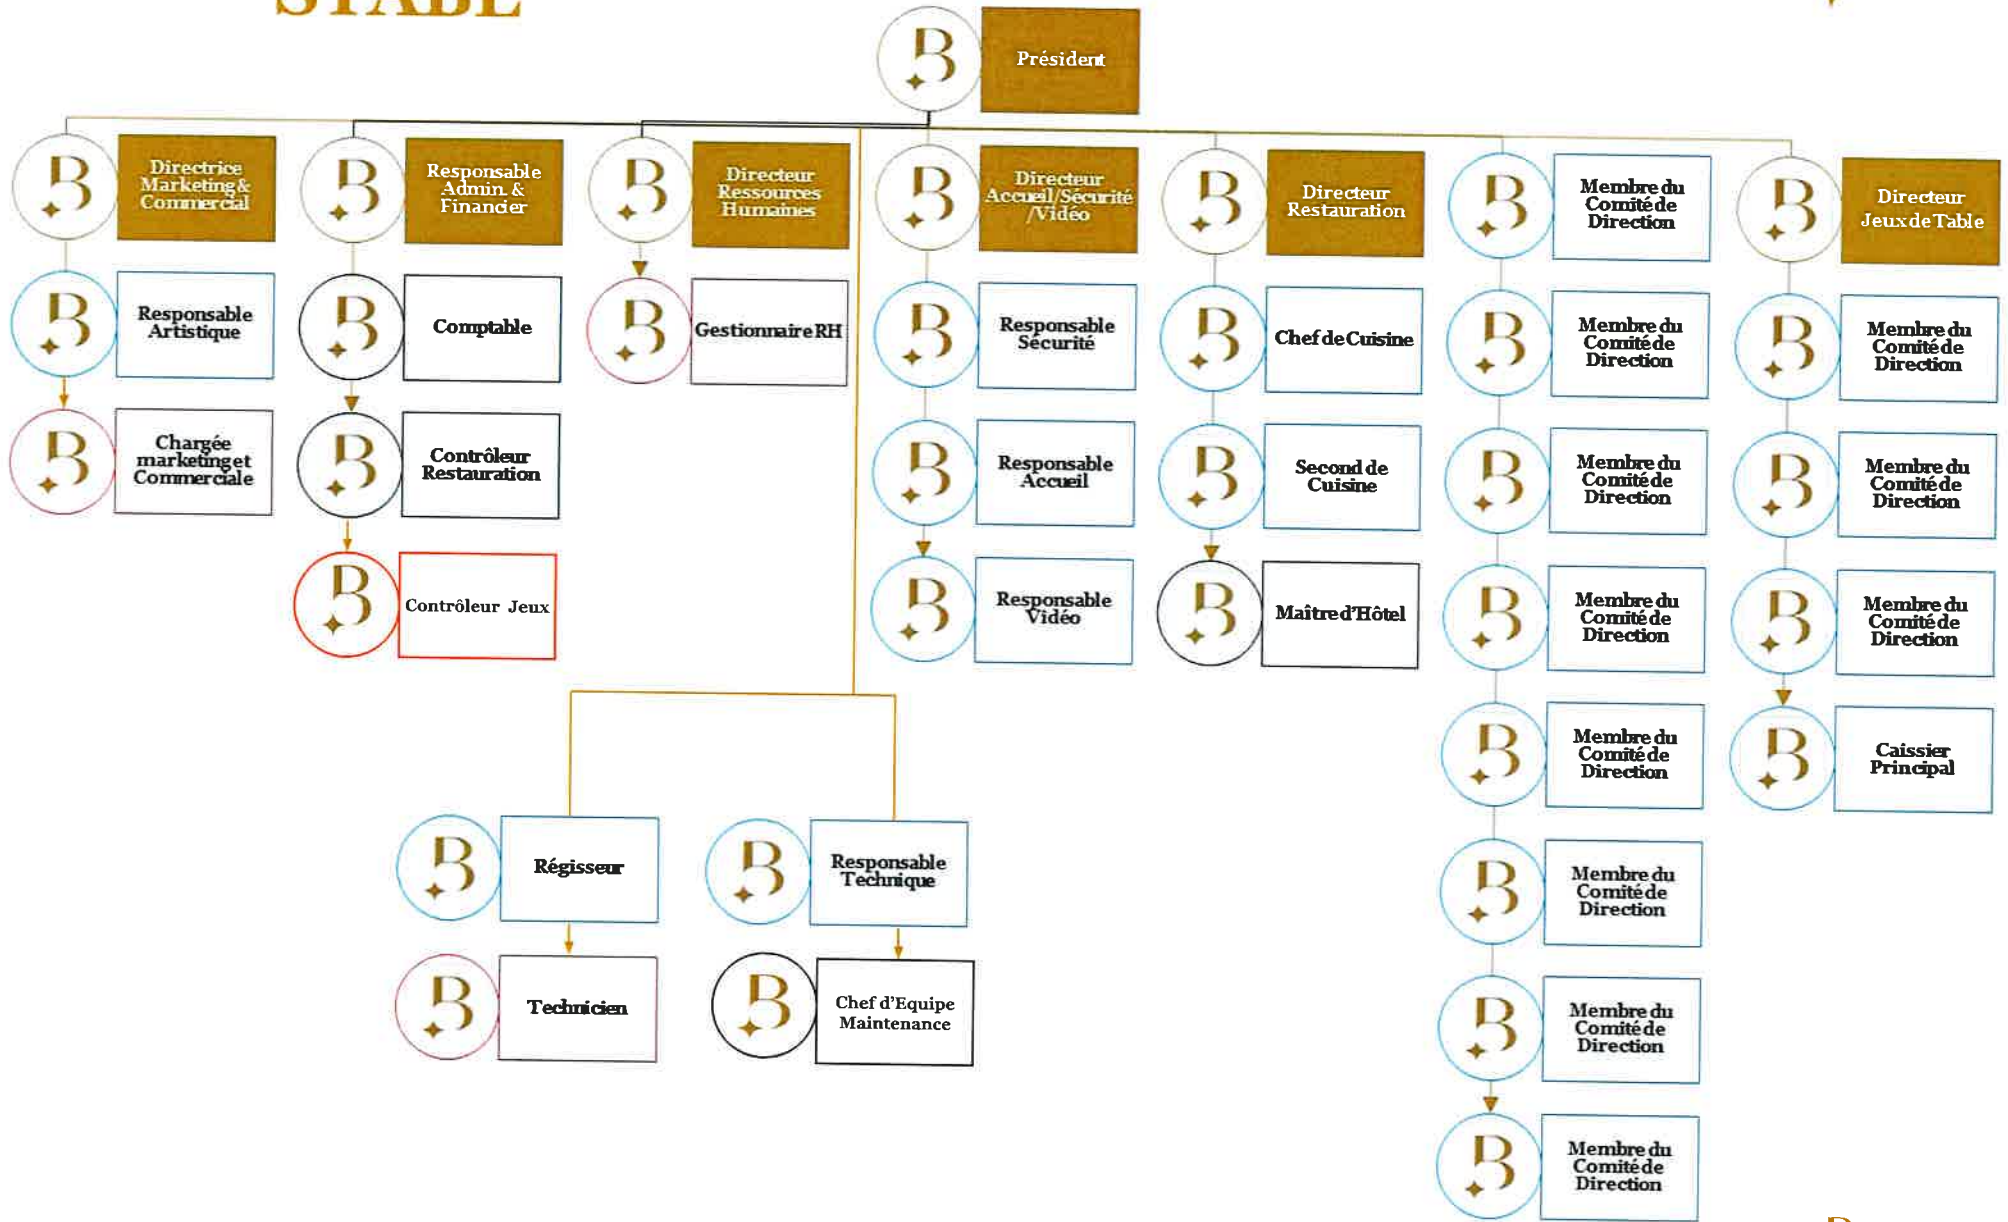 STABL
Président
Directrice
Marketing &
Commercial
Responsable
Admin. &
Financier
Directeur
Ressources
Humaines
Directeur
Accueil/Sécurité
/Vidéo
Directeur
Restauration
Membre du
Comité de
Direction
Directeur
Jeux de Table
Responsable
Artistique
Comptable
Gestionnaire RH
Responsable
Sécurité
Chef de Cuisine
Membre du
Comité de
Direction
Membre du
Comité de
Direction
Chargée
marketing et
Commerciale
Contrôleur
Restauration
Responsable
Accueil
Second de
Cuisine
Membre du
Comité de
Direction
Membre du
Comité de
Direction
Contrôleur Jeux
Responsable
Vidéo
Maître d'Hôtel
Membre du
Comité de
Direction
Membre du
Comité de
Direction
Membre du
Comité de
Direction
Caissier
Principal
Régisseur
Responsable
Technique
Membre du
Comité de
Direction
Technicien
Chef d'Equipe
Maintenance
Membre du
Comité de
Direction
Membre du
Comité de
Direction